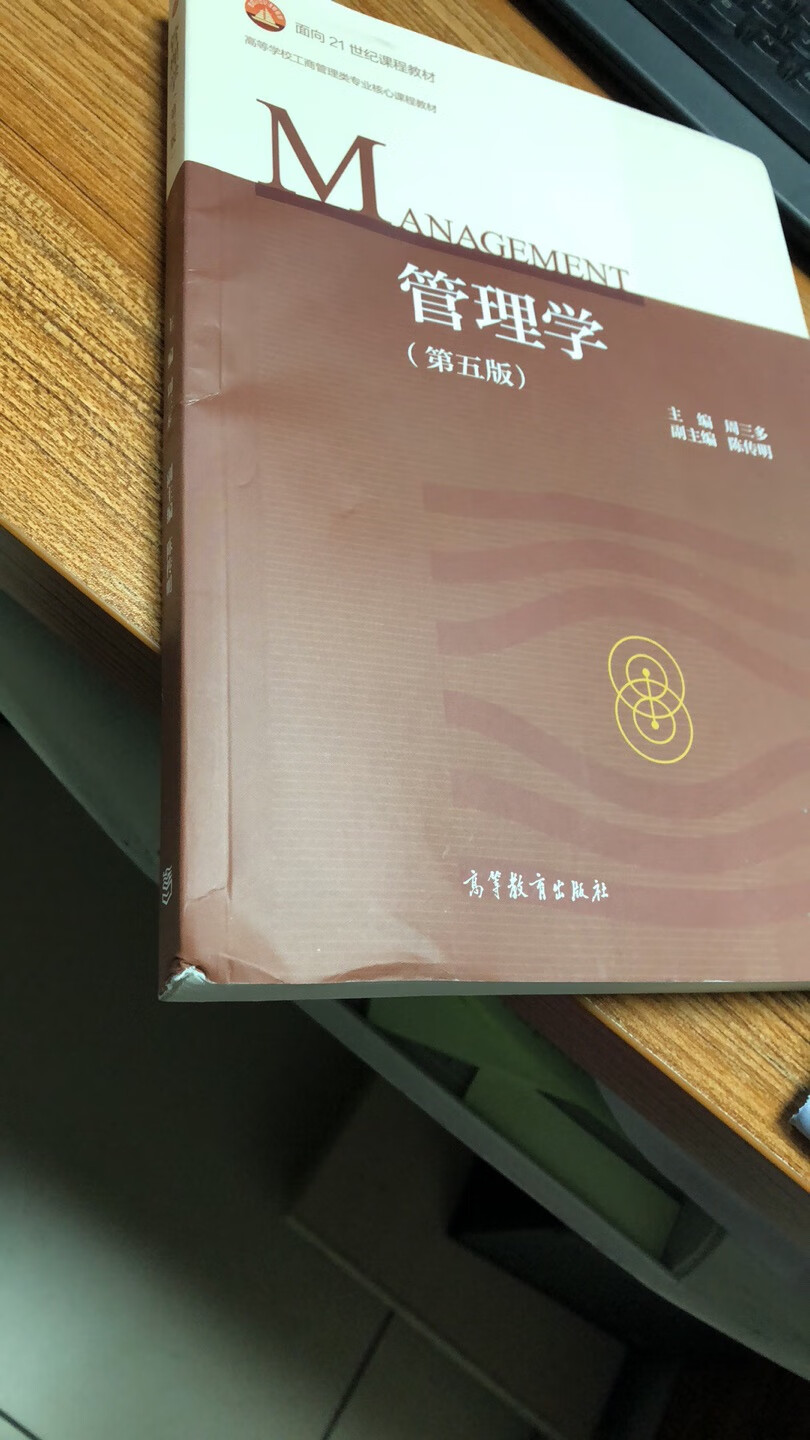 面向 21 世纪课程教材
高等学校工商管理类专业核心课程教材
MANAGEMENT
管理学
（第五版）
主 编 周三多
副主编 陈传明
高等教育出版社